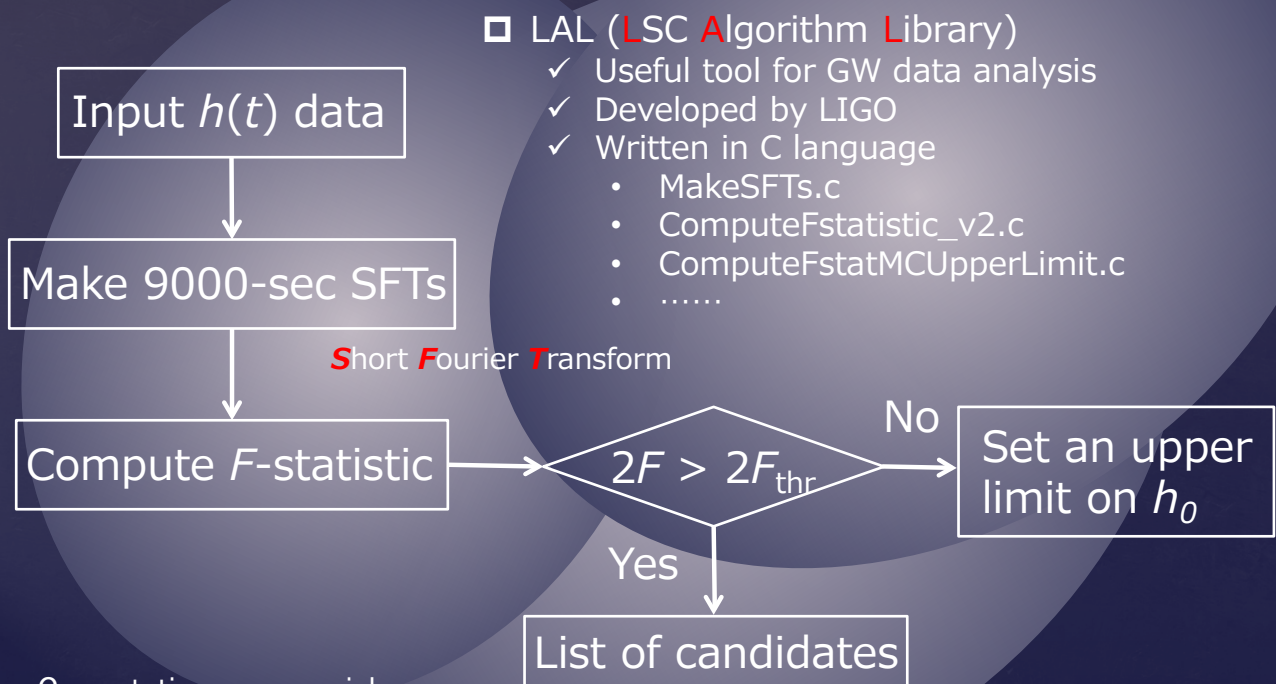 LAL (LSC Algorithm Library)
✓ Useful tool for GW data analysis
✓ Developed by LIGO
✓ Written in C language
• MakeSFTs.c
• ComputeFstatistic_v2.c
• ComputeFstatMCUpperLimit.c
• ……
Input h(t) data
Make 9000-sec SFTs
Short Fourier Transform
Compute F-statistic
2F > 2Fthr
No
Set an upper
limit on h0
Yes
List of candidates